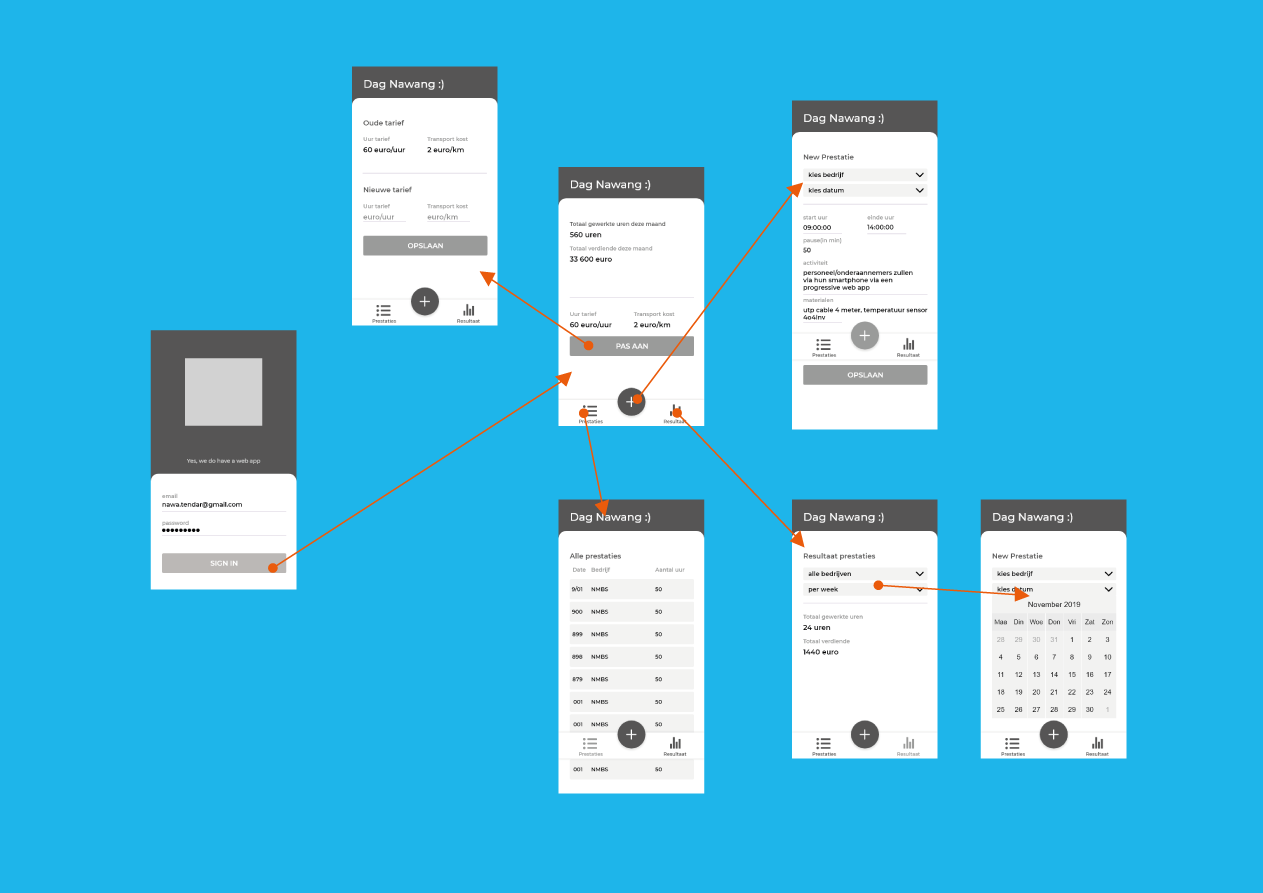 Dag Nawang :)
Oude tarief
Uur tarief Transport kost
60 euro/uur 2 euro/km
Nieuwe tarief
Uur tarief Transport kost
euro/uur euro/km
OPSLAAN
+
Prestaties Resultaat
Yes, we do have a web app
email
nawa.tendar@gmail.com
password
●●●●●●●●●
SIGN IN
Dag Nawang :)
Totaal gewerkte uren deze maand
560 uren
Totaal verdiende deze maand
33 600 euro
Uur tarief Transport kost
60 euro/uur 2 euro/km
PAS AAN
+
Prestaties Resultaat
Dag Nawang :)
New Prestatie
kies bedrijf
kies datum
start uur einde uur
09:00:00 14:00:00
pause(in min)
50
activiteit
personeel/onderaannemers zullen
via hun smartphone via een
progressive web app
materialen
utp cable 4 meter, temperatuur sensor
4o4inv
+
Prestaties Resultaat
OPSLAAN
Dag Nawang :)
Alle prestaties
Date Bedrijf Aantal uur
9/01 NMBS 50
900 NMBS 50
899 NMBS 50
898 NMBS 50
879 NMBS 50
001 NMBS 50
001 NMBS 50
+
Prestaties Resultaat
001 NMBS 50
Dag Nawang :)
Resultaat prestaties
alle bedrijven
per week
Totaal gewerkte uren
24 uren
Totaal verdiende
1440 euro
+
Prestaties Resultaat
Dag Nawang :)
New Prestatie
kies bedrijf
kies datum
November 2019
Maa Din Woe Don Vri Zat Zon
28 29 30 31 1 2 3
4 5 6 7 8 9 10
11 12 13 14 15 16 17
18 19 20 21 22 23 24
25 26 27 28 29 30 1
+
Prestaties Resultaat